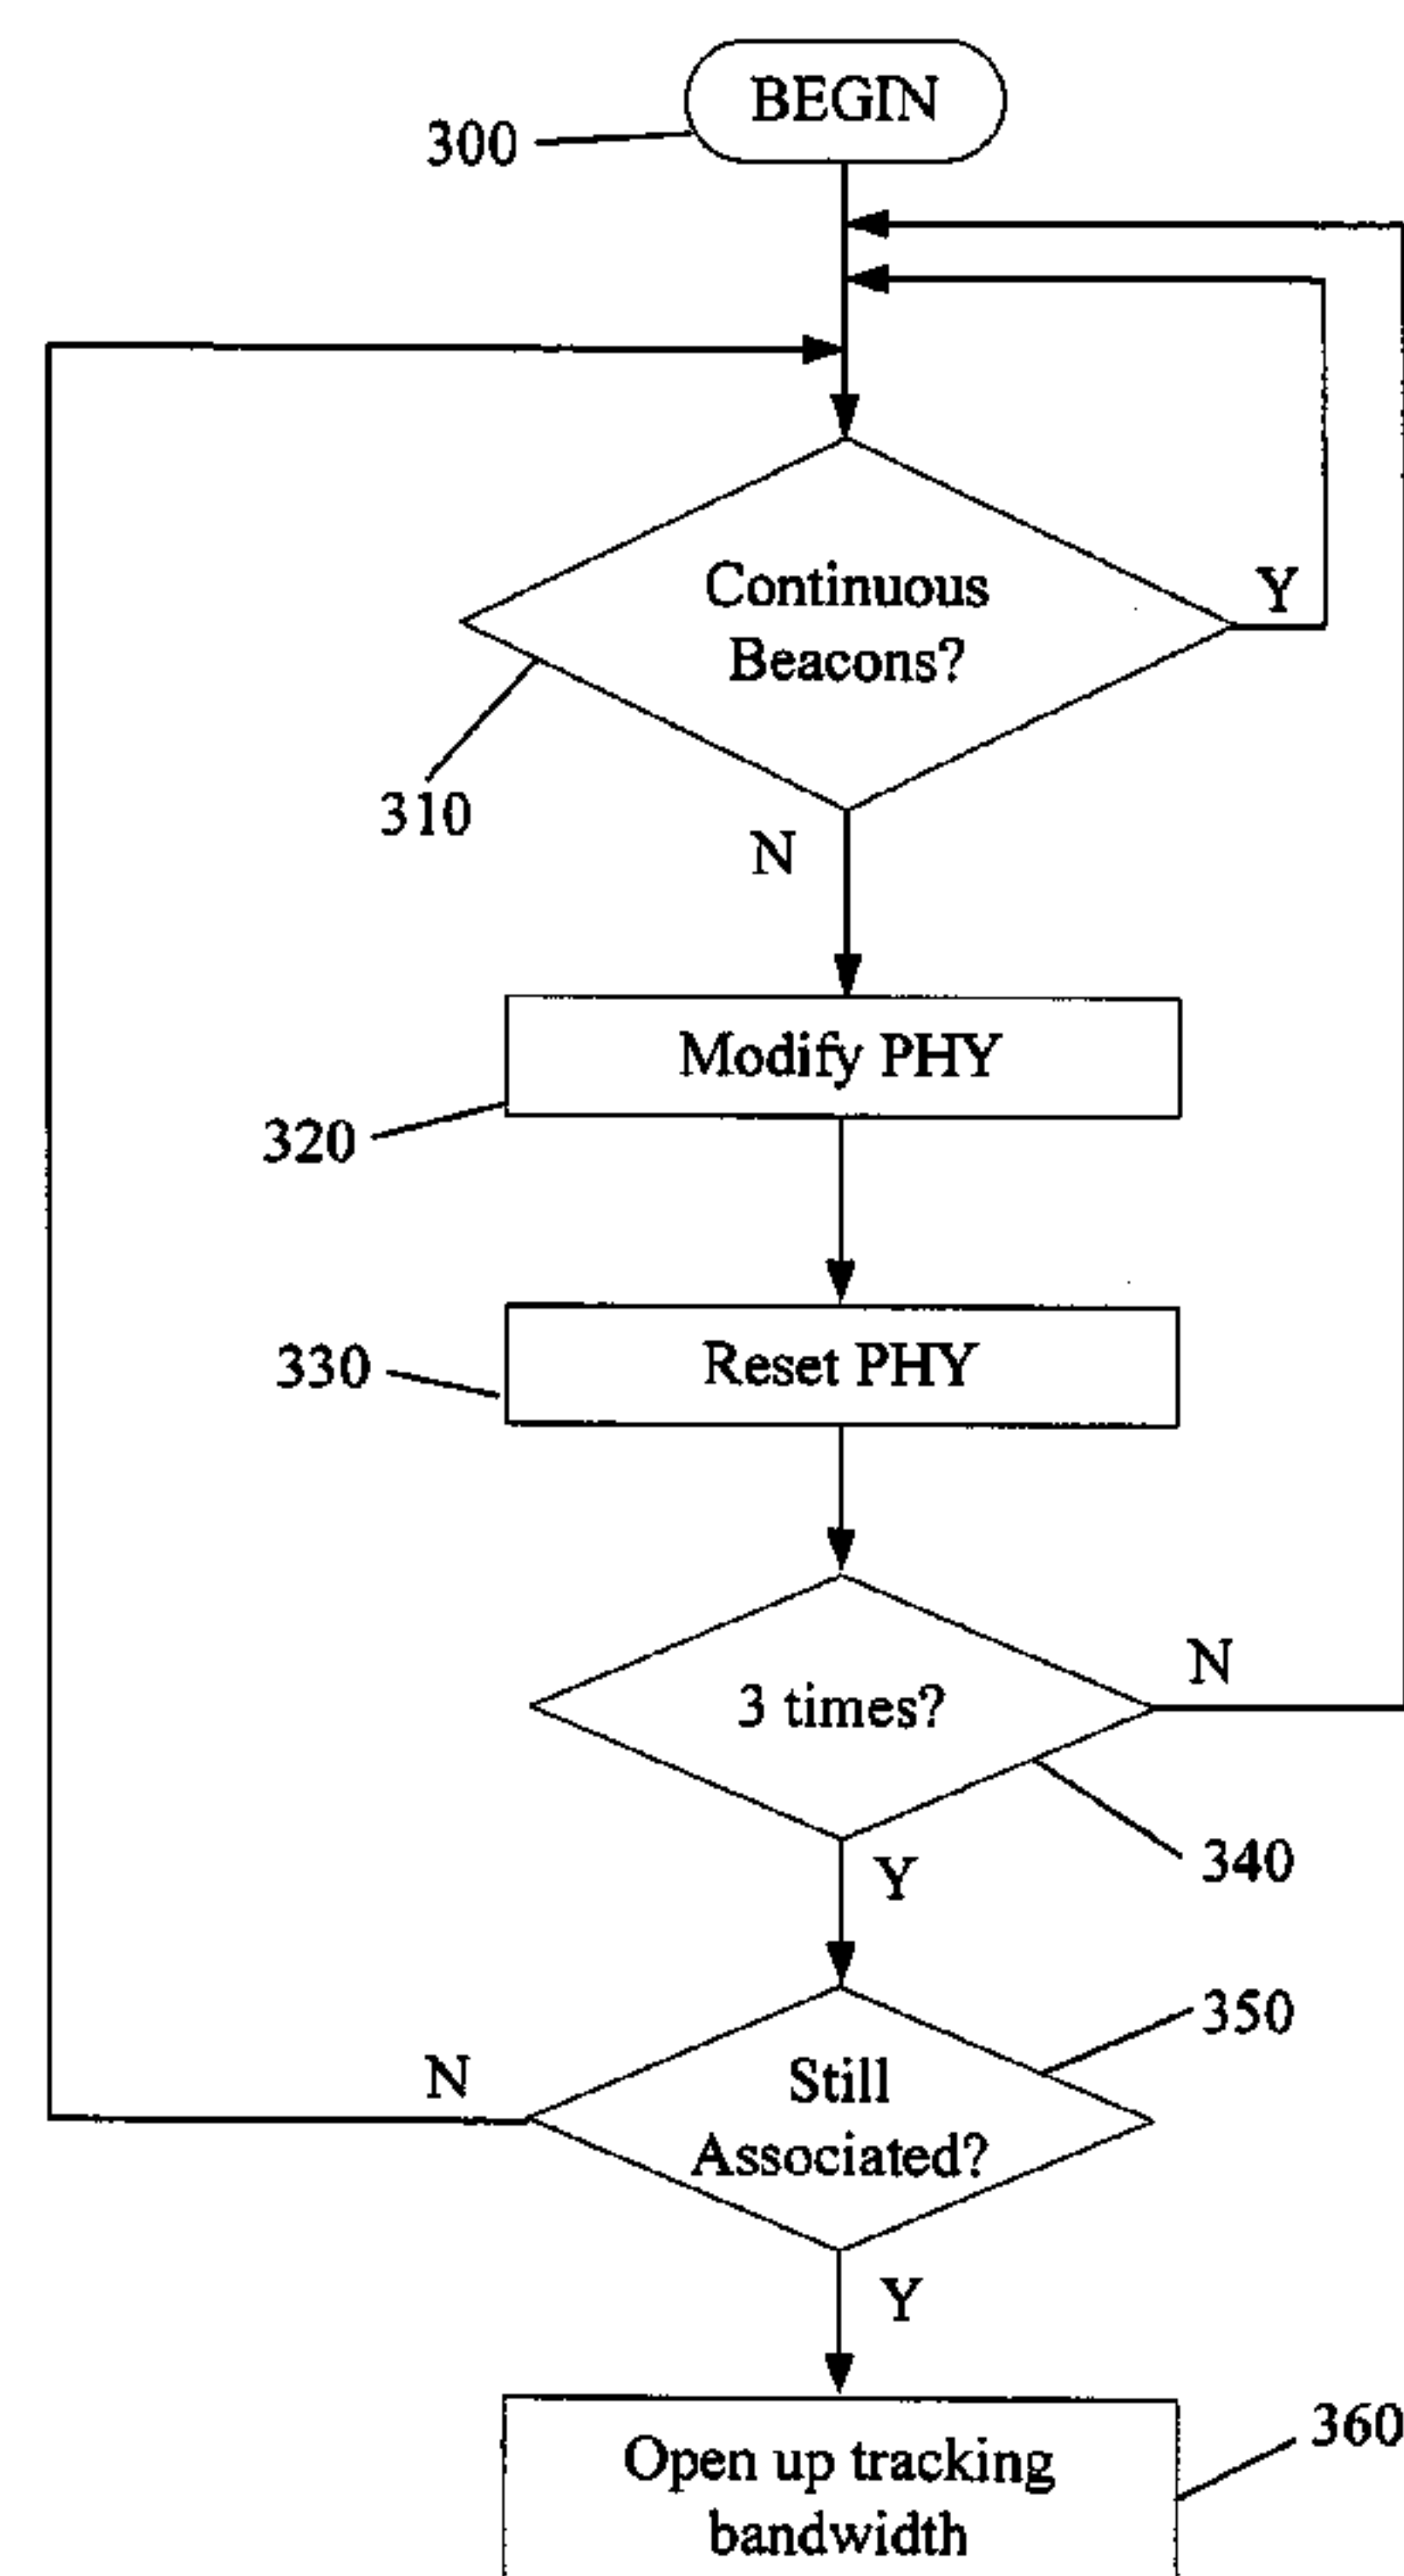 BEGIN
300
Continuous
Beacons?
Y
310
N
Modify PHY
320
Reset PHY
330
3 times?
N
340
Y
350
Still
Associated?
N
Y
360
Open up tracking
bandwidth